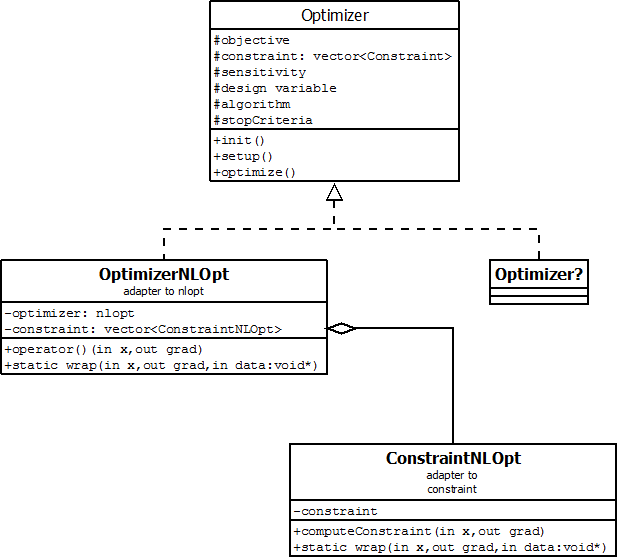 Optimizer
#objective
#constraint: vector<Constraint>
#sensitivity
#design variable
#algorithm
#stopCriteria
+init()
+setup()
+optimize()
OptimizerNLOpt
adapter to nlopt
-optimizer: nlopt
-constraint: vector<ConstraintNLOpt>
+operator()(in x,out grad)
+static wrap(in x,out grad,in data:void*)
Optimizer?
ConstraintNLOpt
adapter to
constraint
-constraint
+computeConstraint(in x,out grad)
+static wrap(in x,out grad,in data:void*)